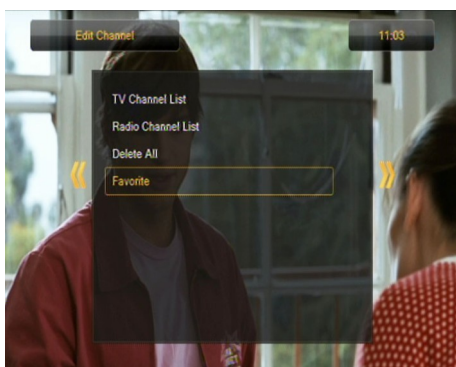 Edit Channel
11:03
TV Channel List
Radio Channel List
Delete All
Favorite